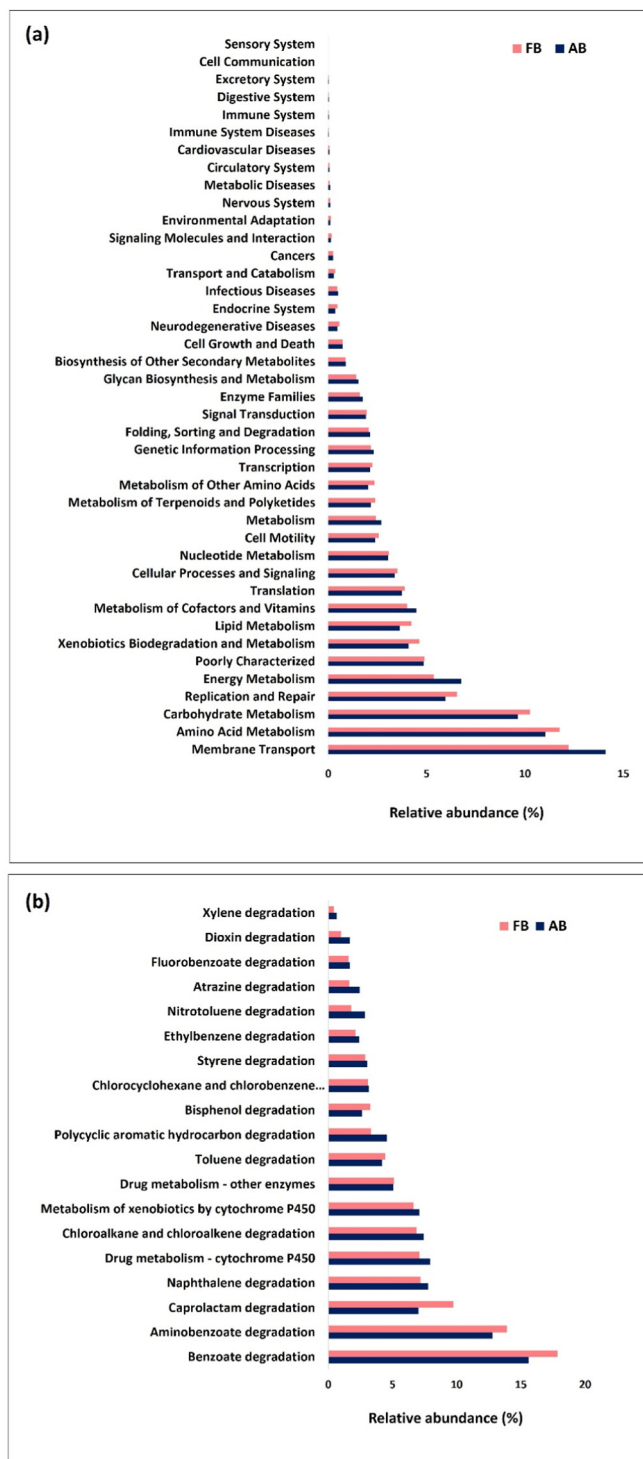 (a)
FB AB
Sensory System
Cell Communication
Excretory System
Digestive System
Immune System
Immune System Diseases
Cardiovascular Diseases
Circulatory System
Metabolic Diseases
Nervous System
Environmental Adaptation
Signaling Molecules and Interaction
Cancers
Transport and Catabolism
Infectious Diseases
Endocrine System
Neurodegenerative Diseases
Cell Growth and Death
Biosynthesis of Other Secondary Metabolites
Glycan Biosynthesis and Metabolism
Enzyme Families
Signal Transduction
Folding, Sorting and Degradation
Genetic Information Processing
Transcription
Metabolism of Other Amino Acids
Metabolism of Terpenoids and Polyketides
Metabolism
Cell Motility
Nucleotide Metabolism
Cellular Processes and Signaling
Translation
Metabolism of Cofactors and Vitamins
Lipid Metabolism
Xenobiotics Biodegradation and Metabolism
Poorly Characterized
Energy Metabolism
Replication and Repair
Carbohydrate Metabolism
Amino Acid Metabolism
Membrane Transport
0 5 10 15
Relative abundance (%)
(b)
FB AB
Xylene degradation
Dioxin degradation
Fluorobenzoate degradation
Atrazine degradation
Nitrotoluene degradation
Ethylbenzene degradation
Styrene degradation
Chlorocyclohexane and chlorobenzene...
Bisphenol degradation
Polycyclic aromatic hydrocarbon degradation
Toluene degradation
Drug metabolism - other enzymes
Metabolism of xenobiotics by cytochrome P450
Chloroalkane and chloroalkene degradation
Drug metabolism - cytochrome P450
Naphthalene degradation
Caprolactam degradation
Aminobenzoate degradation
Benzoate degradation
0 5 10 15 20
Relative abundance (%)